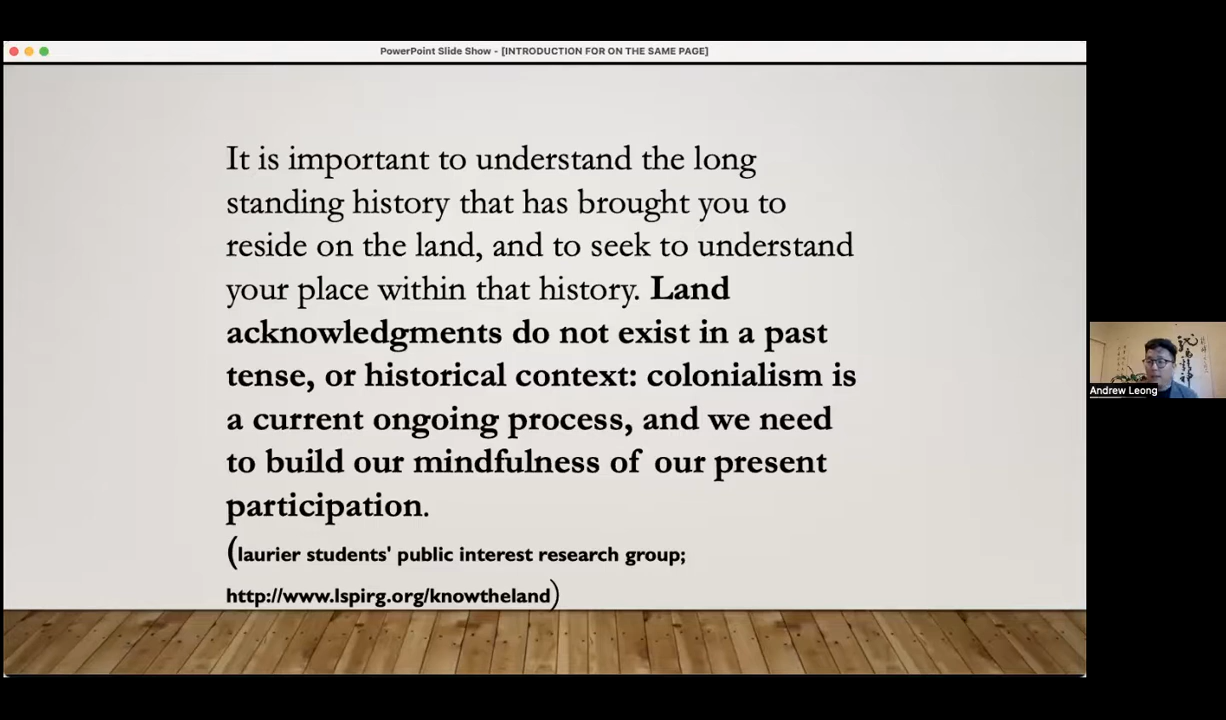 PowerPoint Slide Show - [INTRODUCTION FOR ON THE SAME PAGE]
It is important to understand the long
standing history that has brought you to
reside on the land, and to seek to understand
your place within that history. Land
acknowledgments do not exist in a past
tense, or historical context: colonialism is
a current ongoing process, and we need
to build our mindfulness of our present
participation.
(laurier students' public interest research group;
http://www.lspirg.org/knowtheland)
Andrew Leong